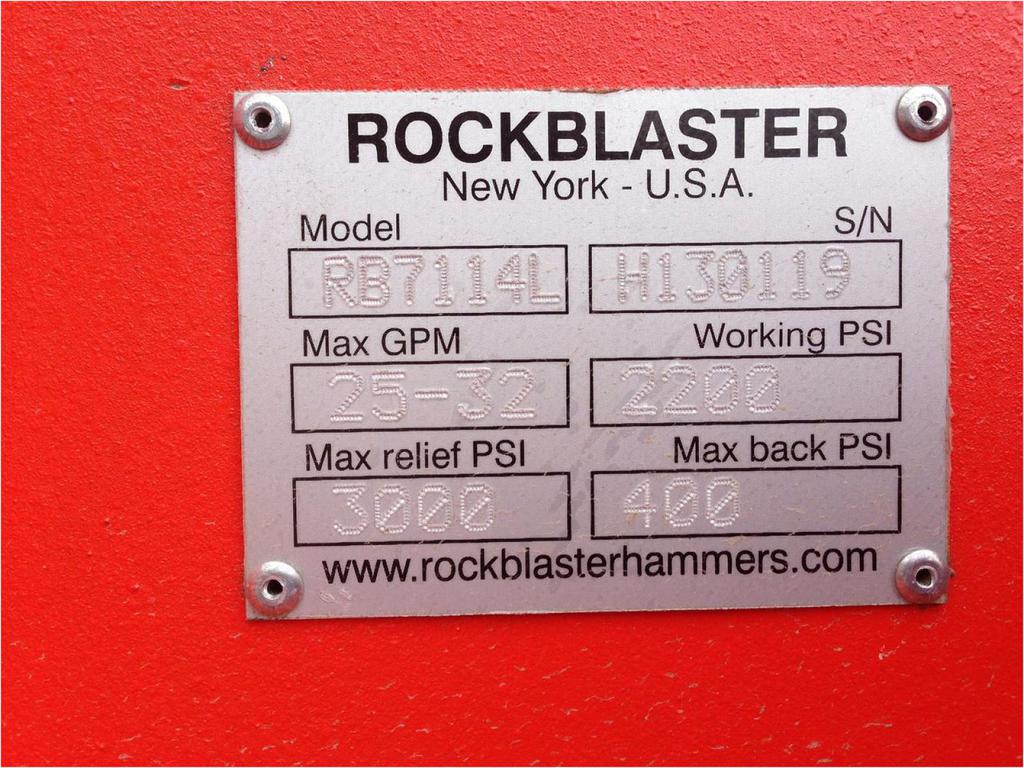 ROCKBLASTER
New York - U.S.A.
Model S/N
RB7114L H130119
Max GPM Working PSI
25-32 2200
Max relief PSI Max back PSI
3000 400
www.rockblasterhammers.com